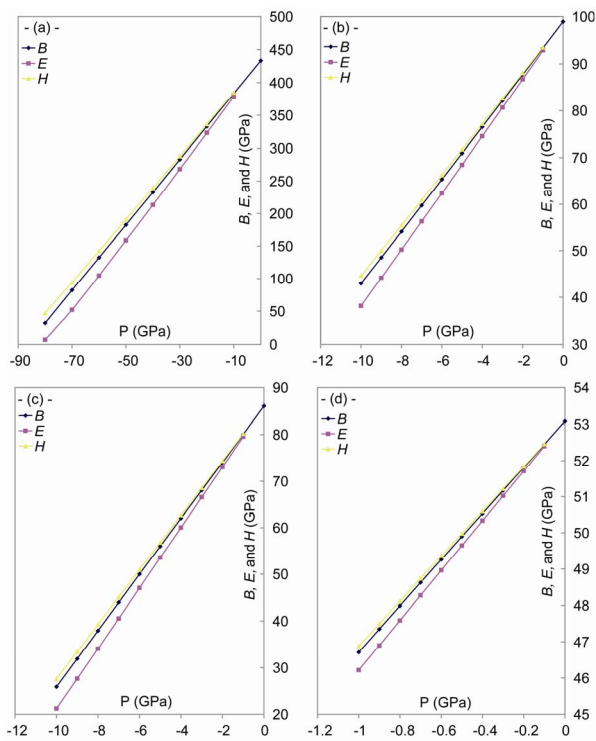 - (a) -
B
E
H
500
450
400
350
300
250
200
150
100
50
0
B, E, and H (GPa)
P (GPa)
-90 -70 -50 -30 -10
- (b) -
B
E
H
100
90
80
70
60
50
40
30
B, E, and H (GPa)
P (GPa)
-12 -10 -8 -6 -4 -2 0
- (c) -
B
E
H
90
80
70
60
50
40
30
20
B, E, and H (GPa)
P (GPa)
-12 -10 -8 -6 -4 -2 0
- (d) -
B
E
H
54
53
52
51
50
49
48
47
46
45
B, E, and H (GPa)
P (GPa)
-1.2 -1 -0.8 -0.6 -0.4 -0.2 0